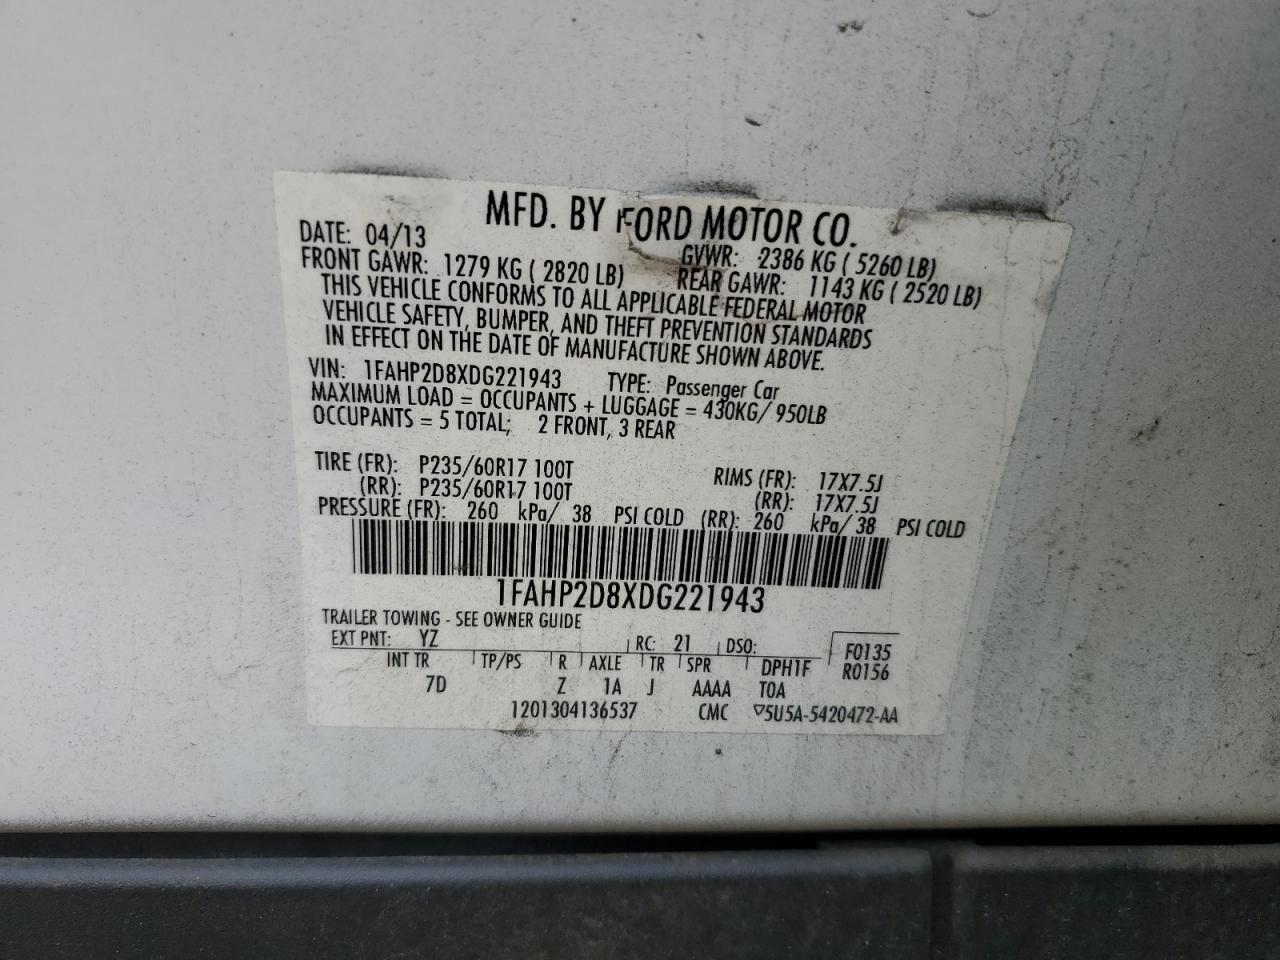 MFD. BY FORD MOTOR CO.
DATE: 04/13 GVWR: 2386 KG ( 5260 LB)
FRONT GAWR: 1279 KG ( 2820 LB) REAR GAWR: 1143 KG ( 2520 LB)
THIS VEHICLE CONFORMS TO ALL APPLICABLE FEDERAL MOTOR
VEHICLE SAFETY, BUMPER, AND THEFT PREVENTION STANDARDS
IN EFFECT ON THE DATE OF MANUFACTURE SHOWN ABOVE.
VIN: 1FAHP2D8XDG221943 TYPE: Passenger Car
MAXIMUM LOAD = OCCUPANTS + LUGGAGE = 430KG/ 950LB
OCCUPANTS = 5 TOTAL; 2 FRONT, 3 REAR
TIRE (FR): P235/60R17 100T RIMS (FR): 17X7.5J
(RR): P235/60R17 100T (RR): 17X7.5J
PRESSURE (FR): 260 kPa/ 38 PSI COLD (RR): 260 kPa/ 38 PSI COLD
1FAHP2D8XDG221943
TRAILER TOWING - SEE OWNER GUIDE
EXT PNT: YZ RC: 21 DSO: F0135
INT TR TP/PS R AXLE TR SPR DPH1F R0156
7D Z 1A J AAAA TOA
1201304136537 CMC ▽5U5A-5420472-AA